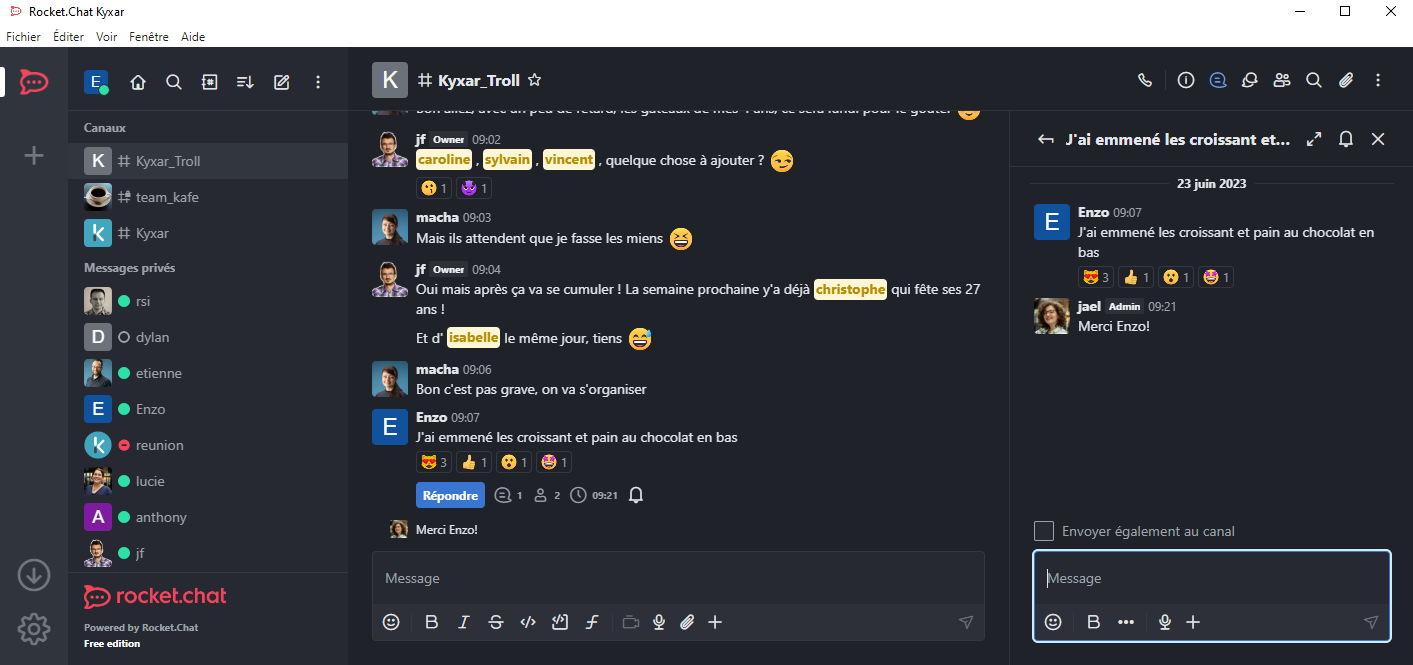 Rocket.Chat Kyxar
Fichier Éditer Voir Fenêtre Aide
E
Canaux
K Kyxar_Troll
team_kafe
k Kyxar
Messages privés
rsi
D dylan
etienne
E Enzo
k reunion
lucie
A anthony
jf
rocket.chat
Powered by Rocket.Chat
Free edition
K Kyxar_Troll
jf Owner 09:02
caroline , sylvain , vincent , quelque chose à ajouter ? 😏
😘 1 😈 1
macha 09:03
Mais ils attendent que je fasse les miens 😆
jf Owner 09:04
Oui mais après ça va se cumuler ! La semaine prochaine y'a déjà christophe qui fête ses 27
ans !
Et d' isabelle le même jour, tiens 😅
macha 09:06
Bon c'est pas grave, on va s'organiser
E Enzo 09:07
J'ai emmené les croissant et pain au chocolat en bas
😻 3 👍 1 😮 1 🤩 1
Répondre 1 2 09:21
Merci Enzo!
Message
B I S </> f
J'ai emmené les croissant et...
23 juin 2023
E Enzo 09:07
J'ai emmené les croissant et pain au chocolat en
bas
😻 3 👍 1 😮 1 🤩 1
jael Admin 09:21
Merci Enzo!
Envoyer également au canal
Message
B